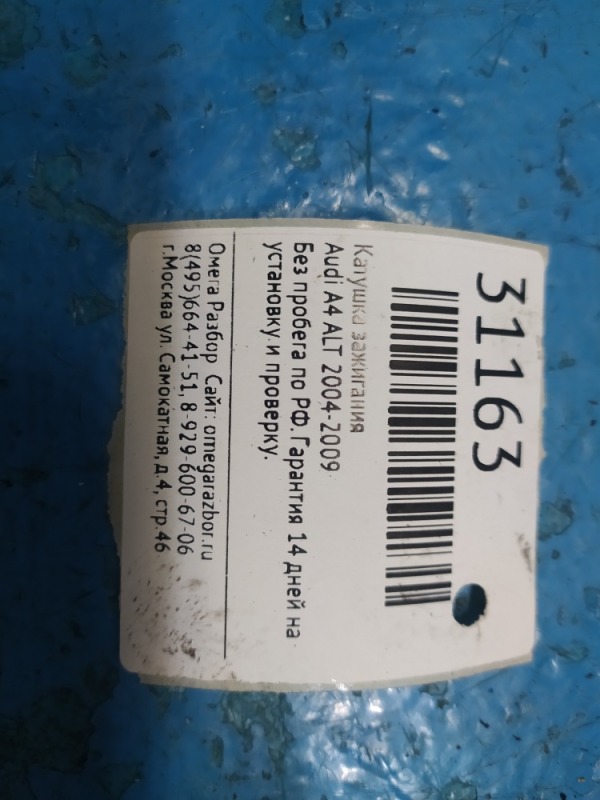 31163
Катушка зажигания
Audi A4 ALT 2004-2009
Без пробега по РФ. Гарантия 14 дней на
установку и проверку.
Омега Разбор Сайт: omegarazbor.ru
8(495)664-41-51, 8-929-600-67-06
г.Москва ул. Самокатная, д.4, стр.46